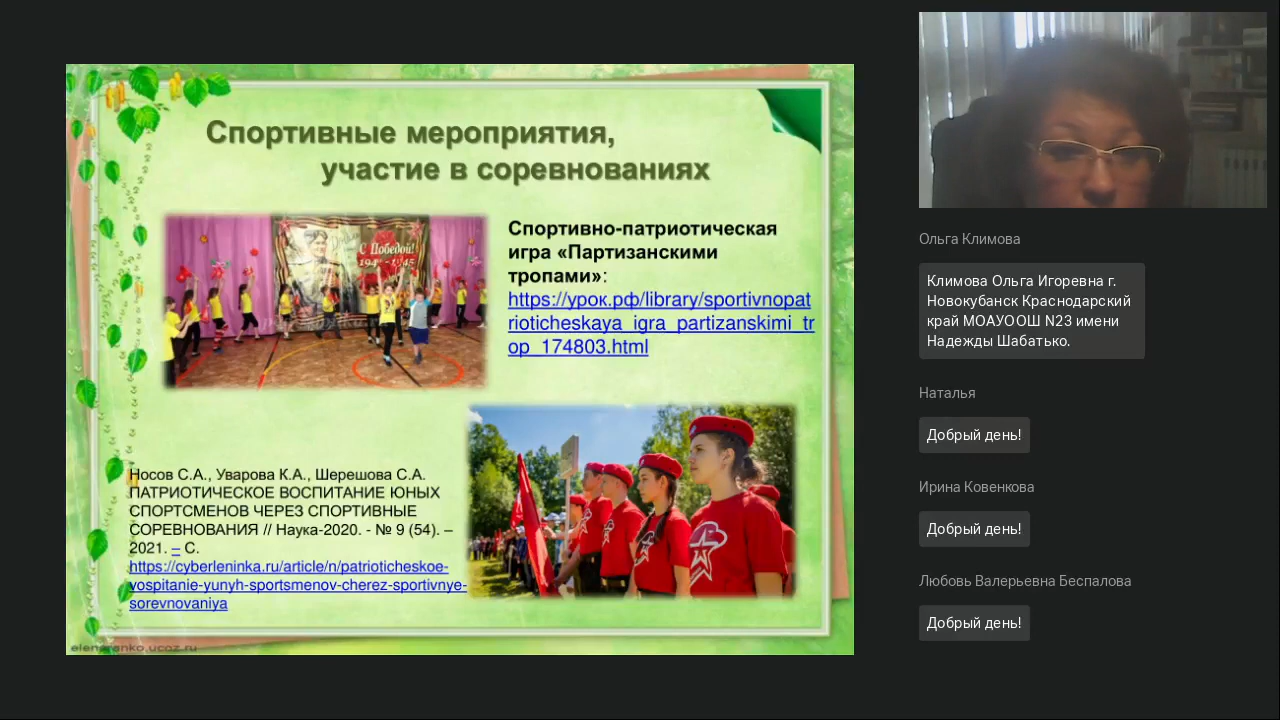 Спортивные мероприятия,
участие в соревнованиях
С Победой!
Спортивно-патриотическая
игра «Партизанскими
тропами»:
https://урок.рф/library/sportivnopat
rioticheskaya_igra_partizanskimi_tr
op_174803.html
Носов С.А., Уварова К.А., Шерешова С.А.
ПАТРИОТИЧЕСКОЕ ВОСПИТАНИЕ ЮНЫХ
СПОРТСМЕНОВ ЧЕРЕЗ СПОРТИВНЫЕ
СОРЕВНОВАНИЯ // Наука-2020. - № 9 (54). –
2021. – С.
https://cyberleninka.ru/article/n/patrioticheskoe-
vospitanie-yunyh-sportsmenov-cherez-sportivnye-
sorevnovaniya
Ольга Климова
Климова Ольга Игоревна г.
Новокубанск Краснодарский
край МОАУООШ N23 имени
Надежды Шабатько.
Наталья
Добрый день!
Ирина Ковенкова
Добрый день!
Любовь Валерьевна Беспалова
Добрый день!